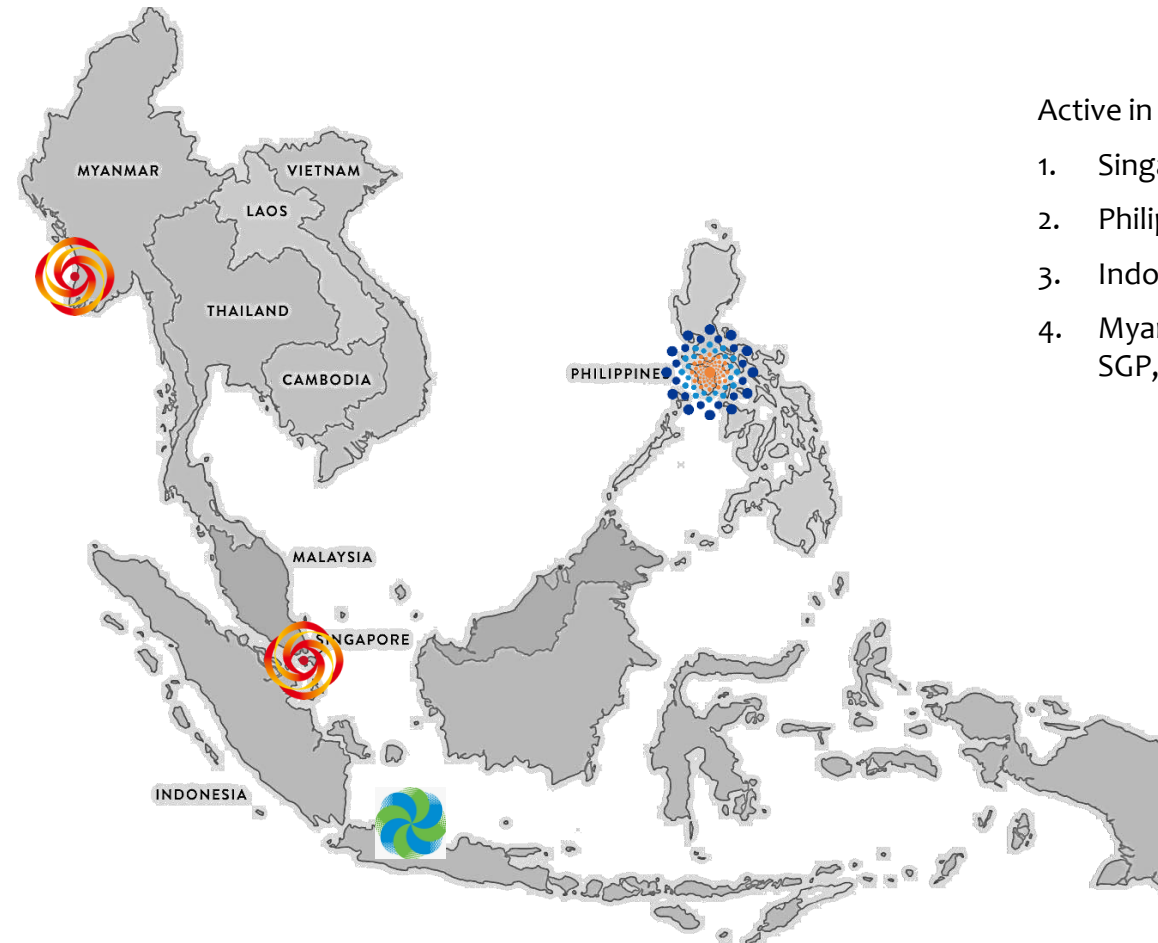 Active in
1. Singa
2. Philip
3. Indo
4. Myan
SGP,
MYANMAR
VIETNAM
LAOS
THAILAND
CAMBODIA
PHILIPPINE
MALAYSIA
SINGAPORE
INDONESIA